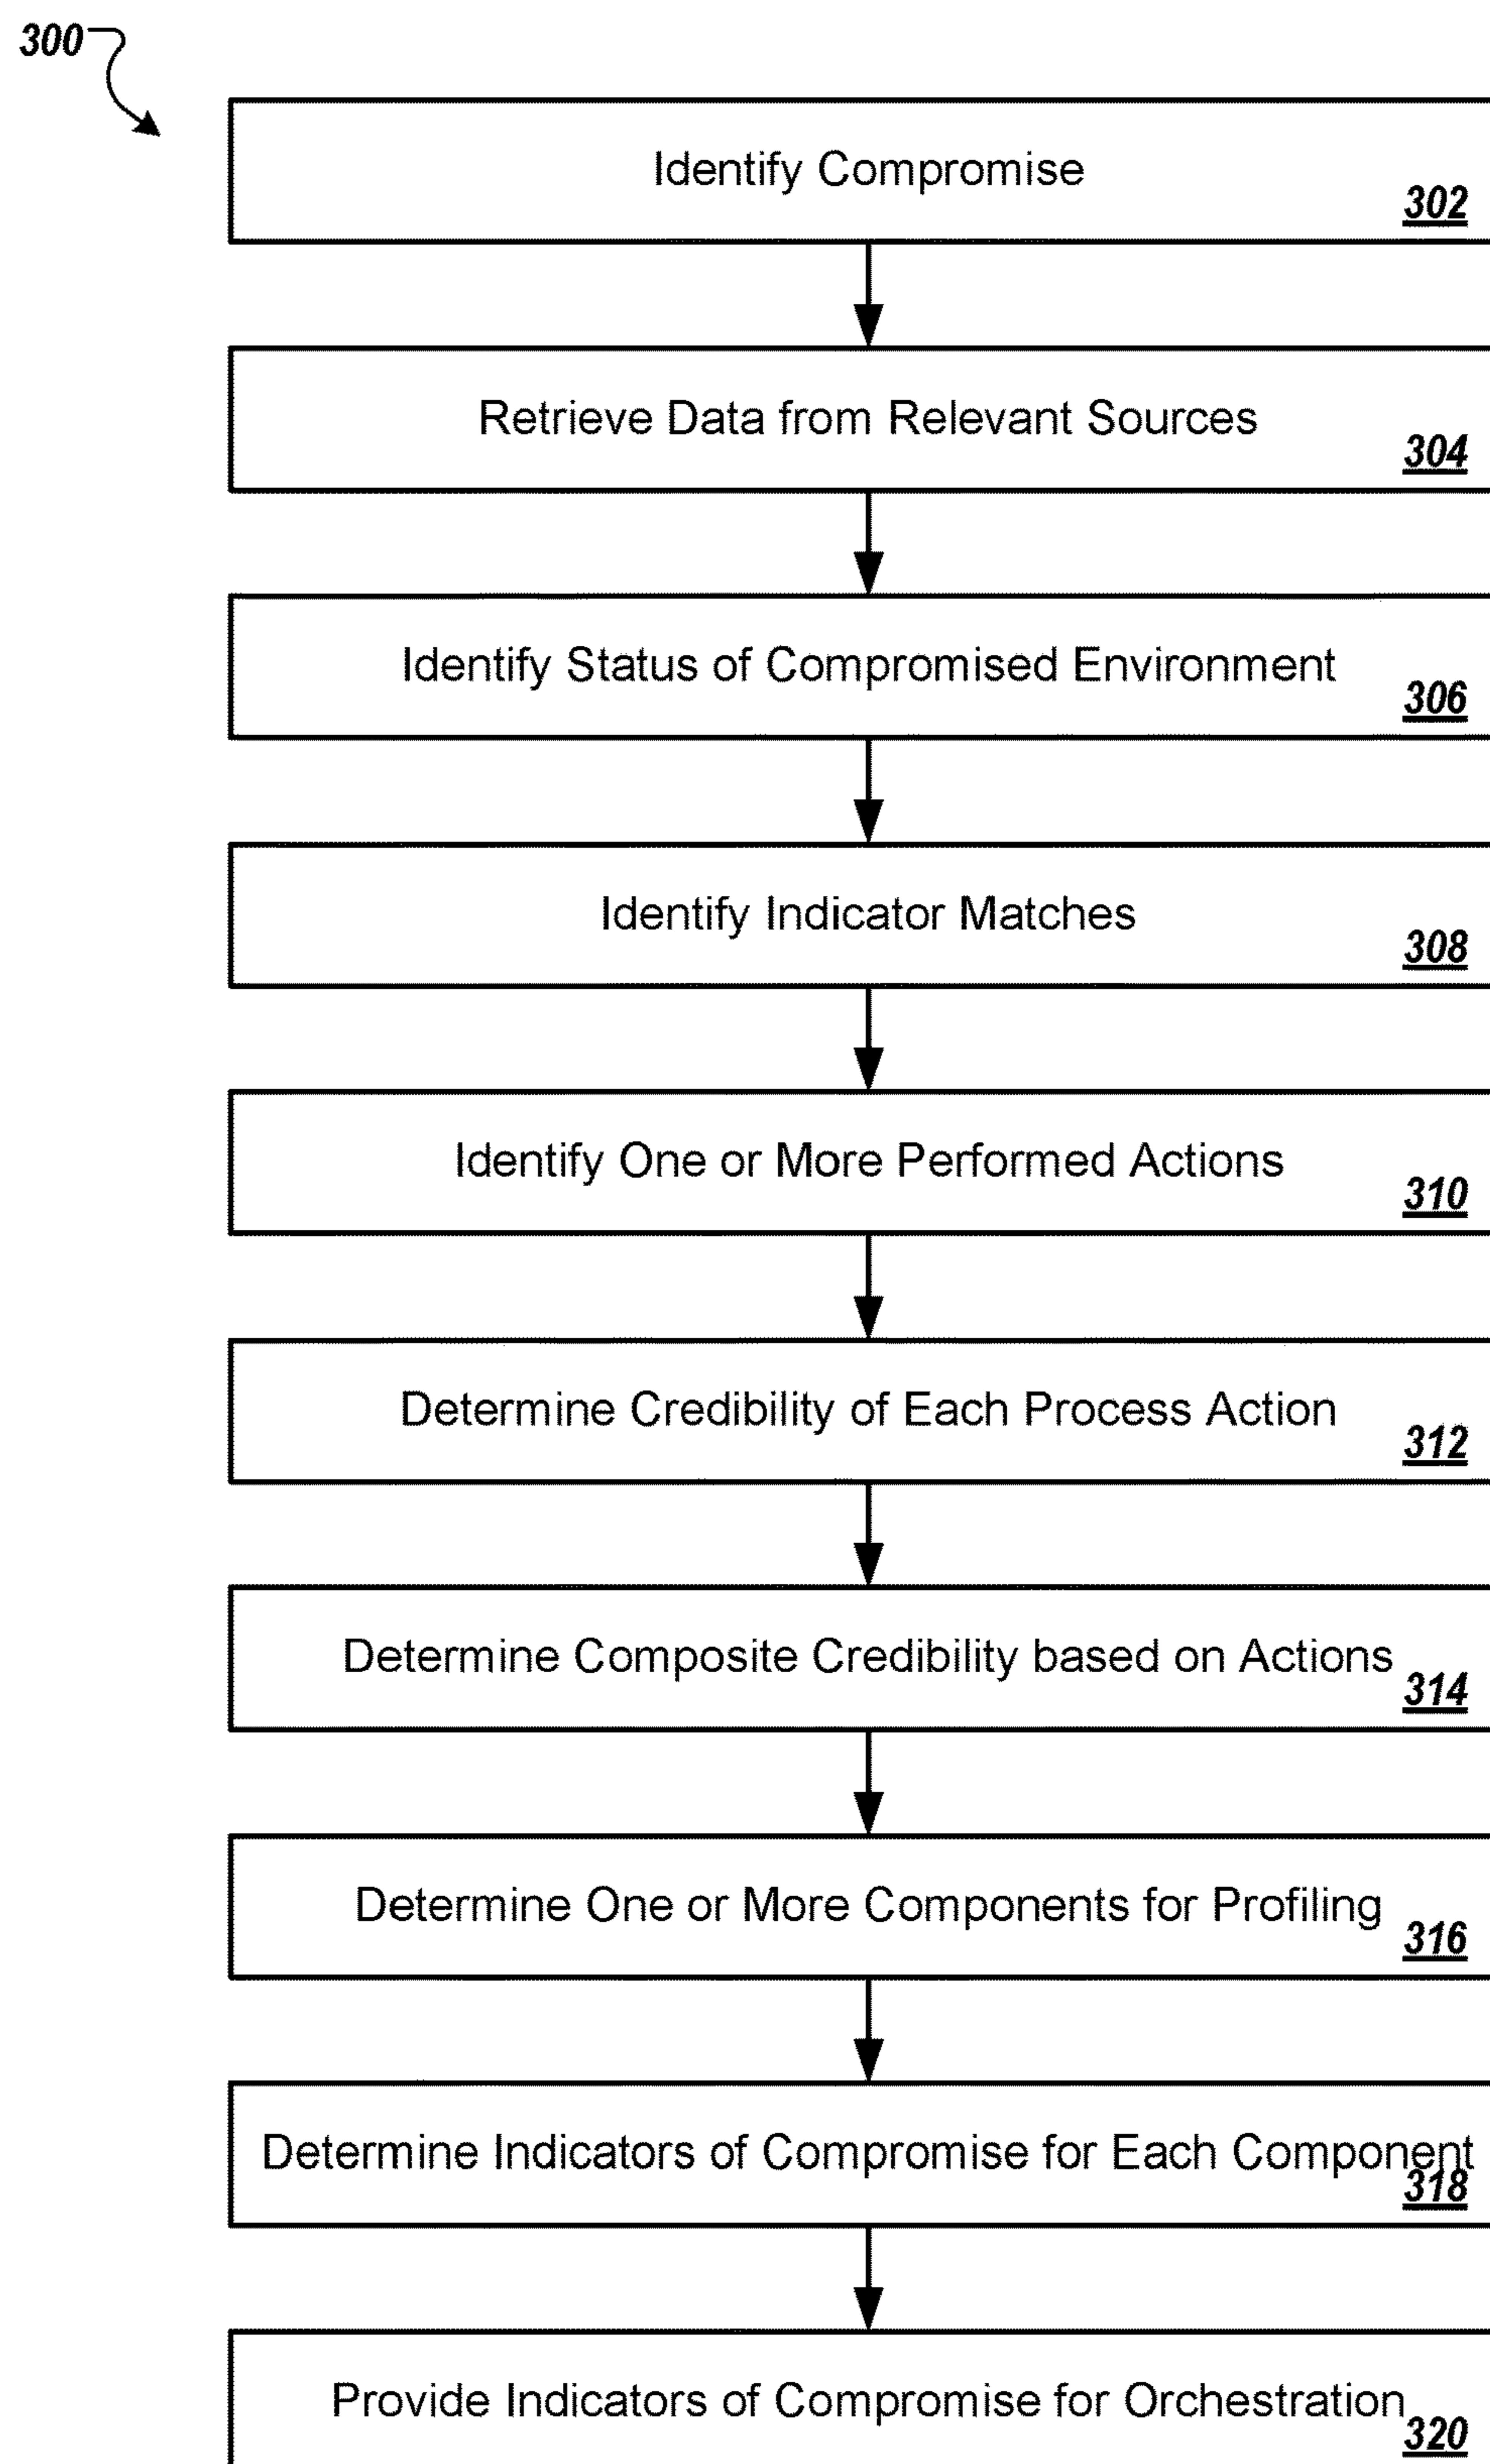 300
Identify Compromise
302
Retrieve Data from Relevant Sources
304
Identify Status of Compromised Environment
306
Identify Indicator Matches
308
Identify One or More Performed Actions
310
Determine Credibility of Each Process Action
312
Determine Composite Credibility based on Actions
314
Determine One or More Components for Profiling
316
Determine Indicators of Compromise for Each Component
318
Provide Indicators of Compromise for Orchestration
320